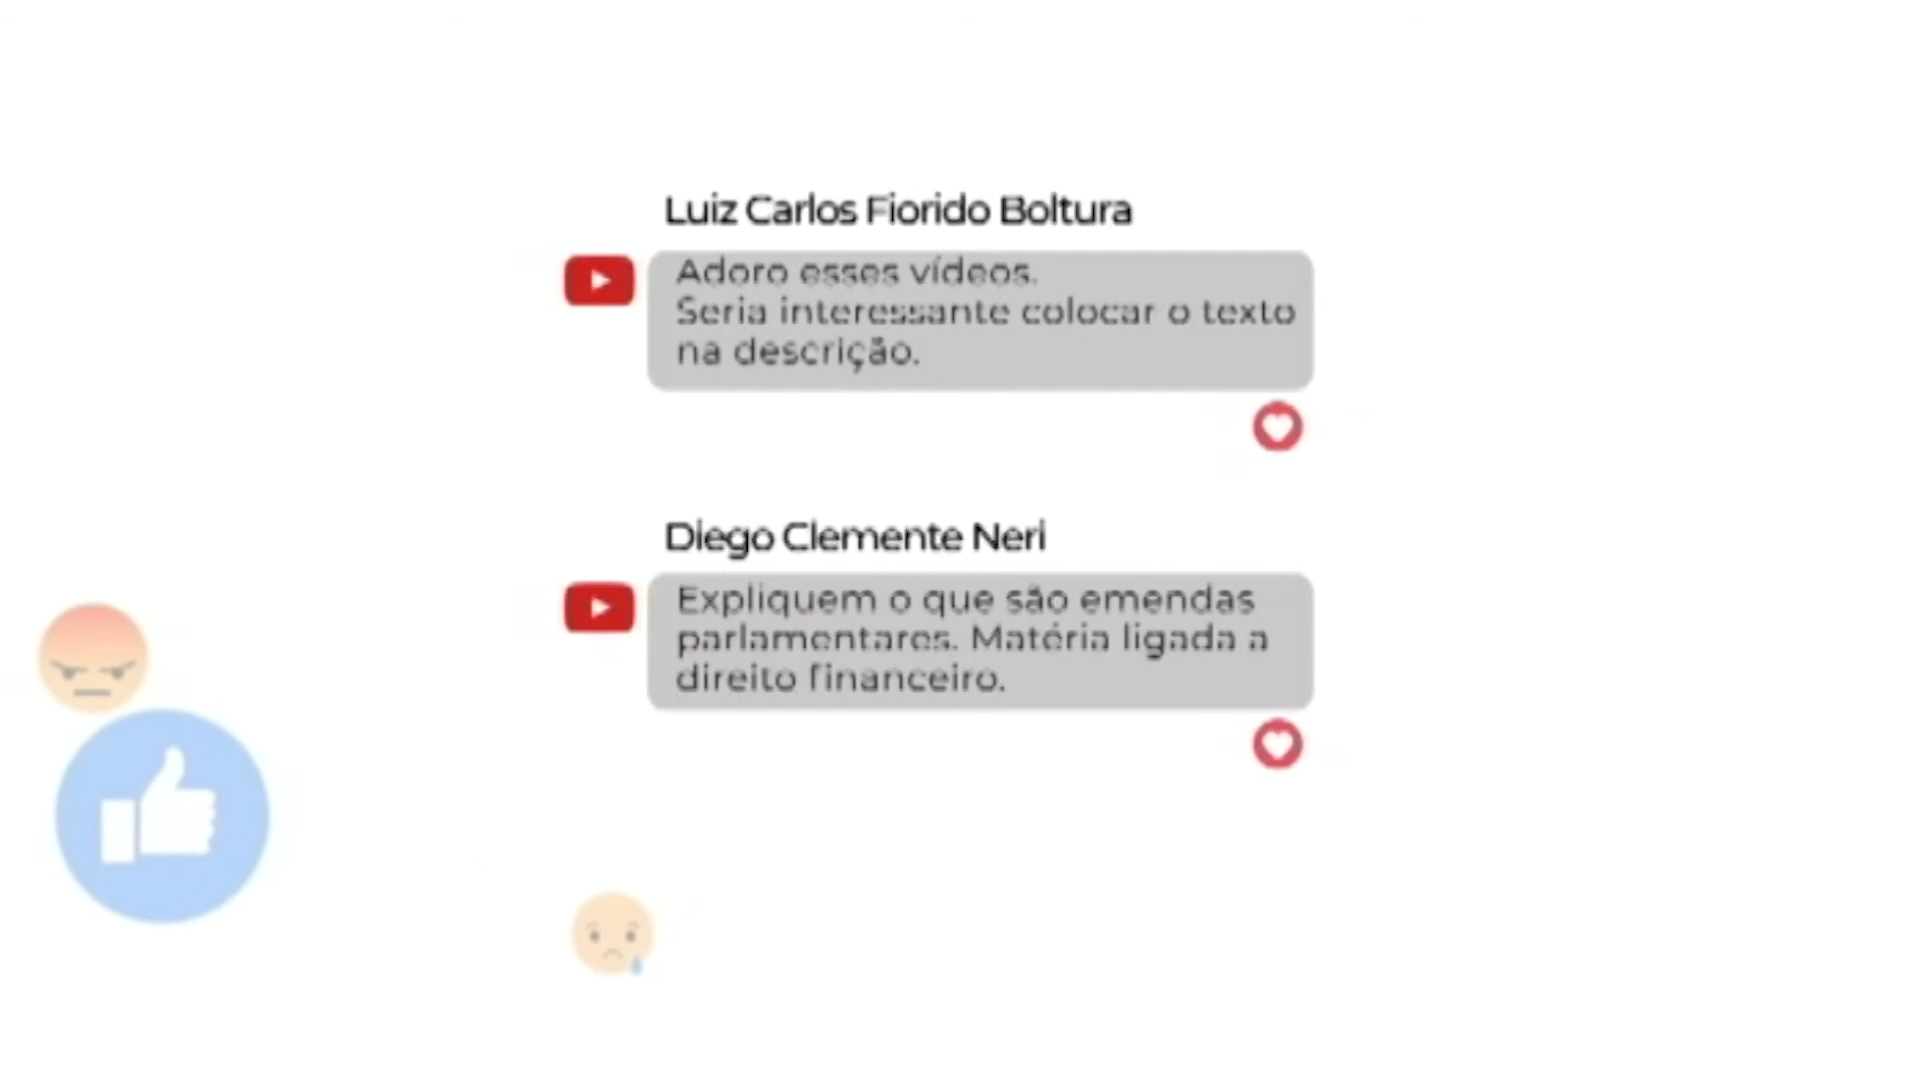 Luiz Carlos Fiorido Boltura
Adoro esses vídeos.
Seria interessante colocar o texto
na descrição.
Diego Clemente Neri
Expliquem o que são emendas
parlamentares. Matéria ligada a
direito financeiro.